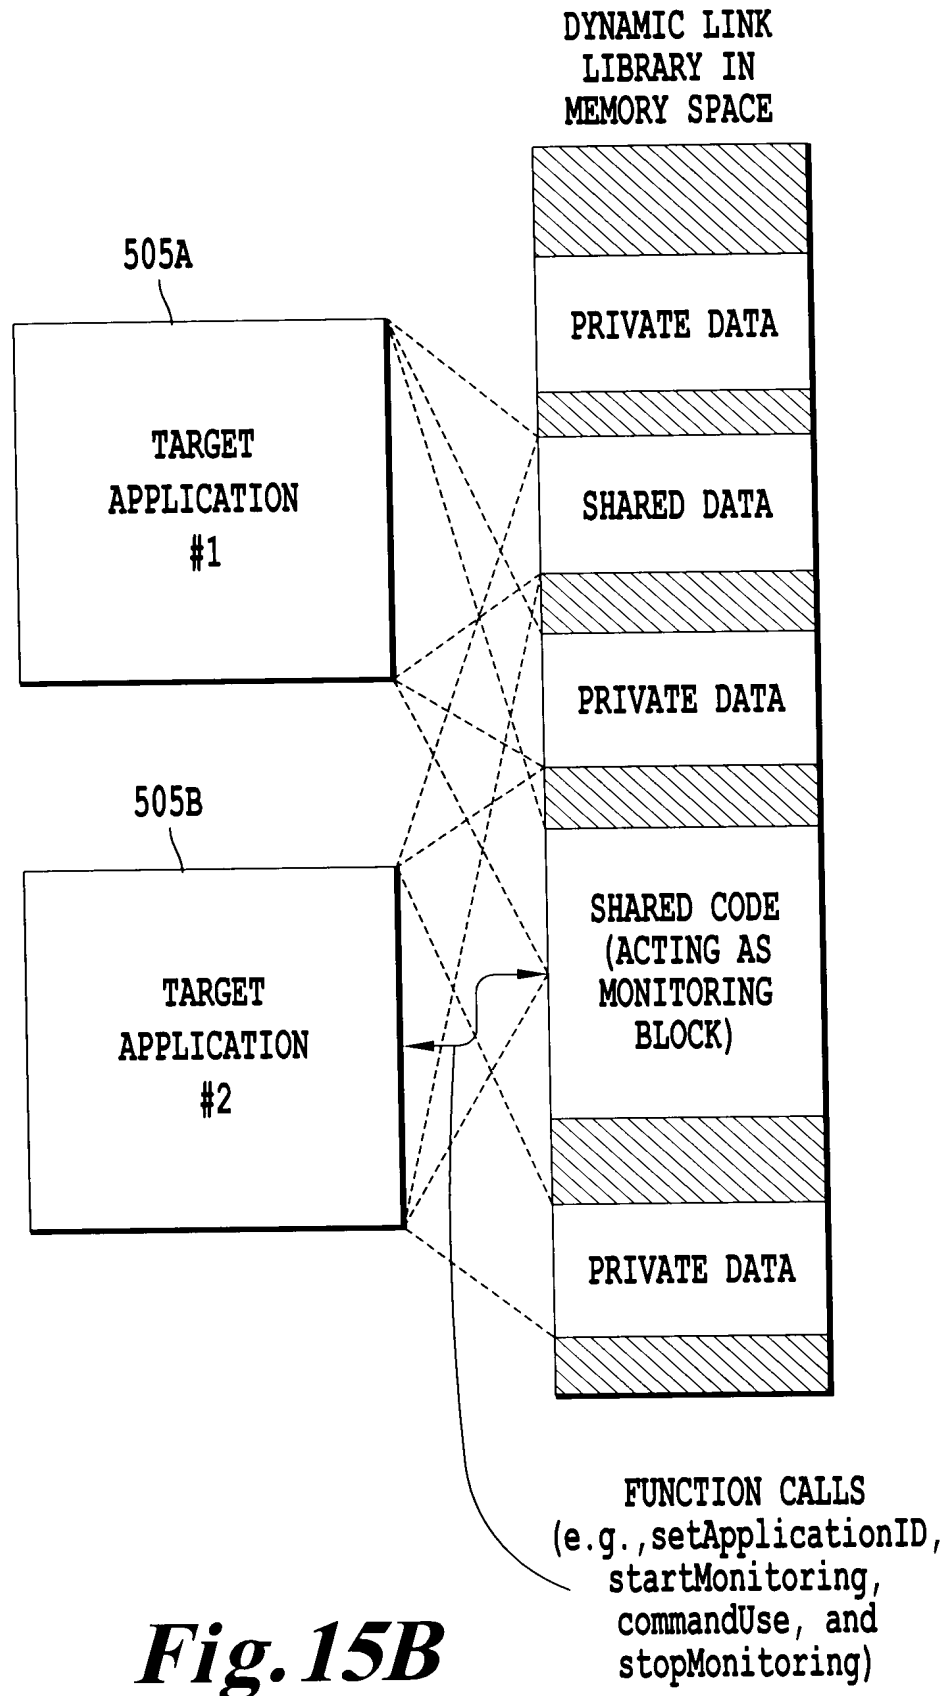 DYNAMIC LINK
LIBRARY IN
MEMORY SPACE
505A
PRIVATE DATA
TARGET
APPLICATION
#1
SHARED DATA
PRIVATE DATA
505B
SHARED CODE
(ACTING AS
MONITORING
BLOCK)
TARGET
APPLICATION
#2
PRIVATE DATA
FUNCTION CALLS
(e.g.,setApplicationID,
startMonitoring,
commandUse, and
stopMonitoring)
Fig.15B